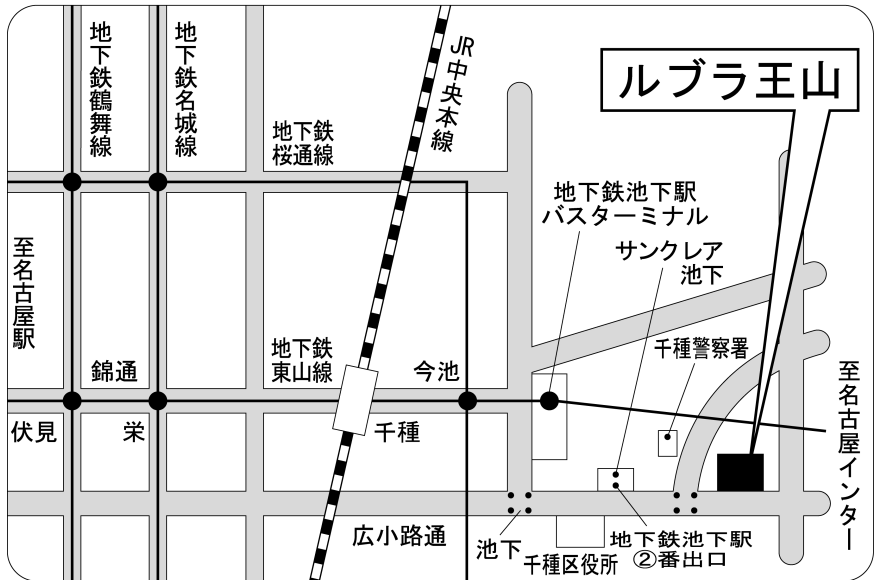 地下鉄鶴舞線
地下鉄名城線
地下鉄
桜通線
JR中央本線
ルブラ王山
地下鉄池下駅
バスターミナル
サンクレア
池下
至名古屋駅
錦通
地下鉄
東山線
今池
千種警察署
伏見
栄
千種
至名古屋インター
広小路通
池下
千種区役所
地下鉄池下駅
②番出口